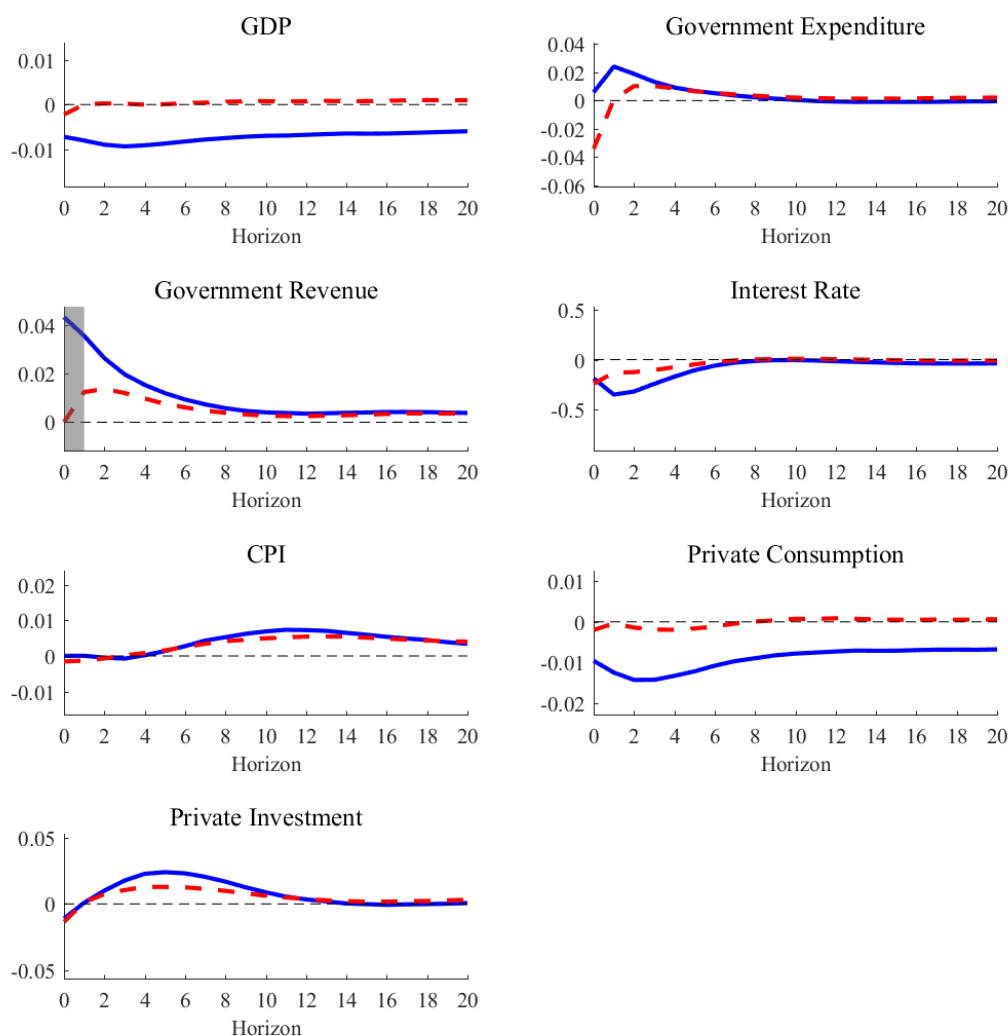 GDP
0.01
0
-0.01
0 2 4 6 8 10 12 14 16 18 20
Horizon
Government Expenditure
0.04
0.02
0
-0.02
-0.04
-0.06
0 2 4 6 8 10 12 14 16 18 20
Horizon
Government Revenue
0.04
0.02
0
0 2 4 6 8 10 12 14 16 18 20
Horizon
Interest Rate
0.5
0
-0.5
0 2 4 6 8 10 12 14 16 18 20
Horizon
CPI
0.02
0.01
0
-0.01
0 2 4 6 8 10 12 14 16 18 20
Horizon
Private Consumption
0.01
0
-0.01
-0.02
0 2 4 6 8 10 12 14 16 18 20
Horizon
Private Investment
0.05
0
-0.05
0 2 4 6 8 10 12 14 16 18 20
Horizon